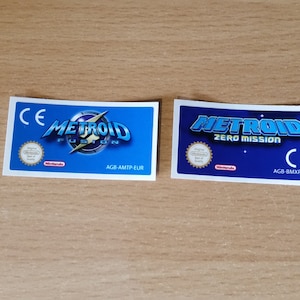 CE
METROID
FUSION
Nintendo
AGB-AMTP-EUR
METROID
ZERO MISSION
C
Nintendo
AGB-BMX